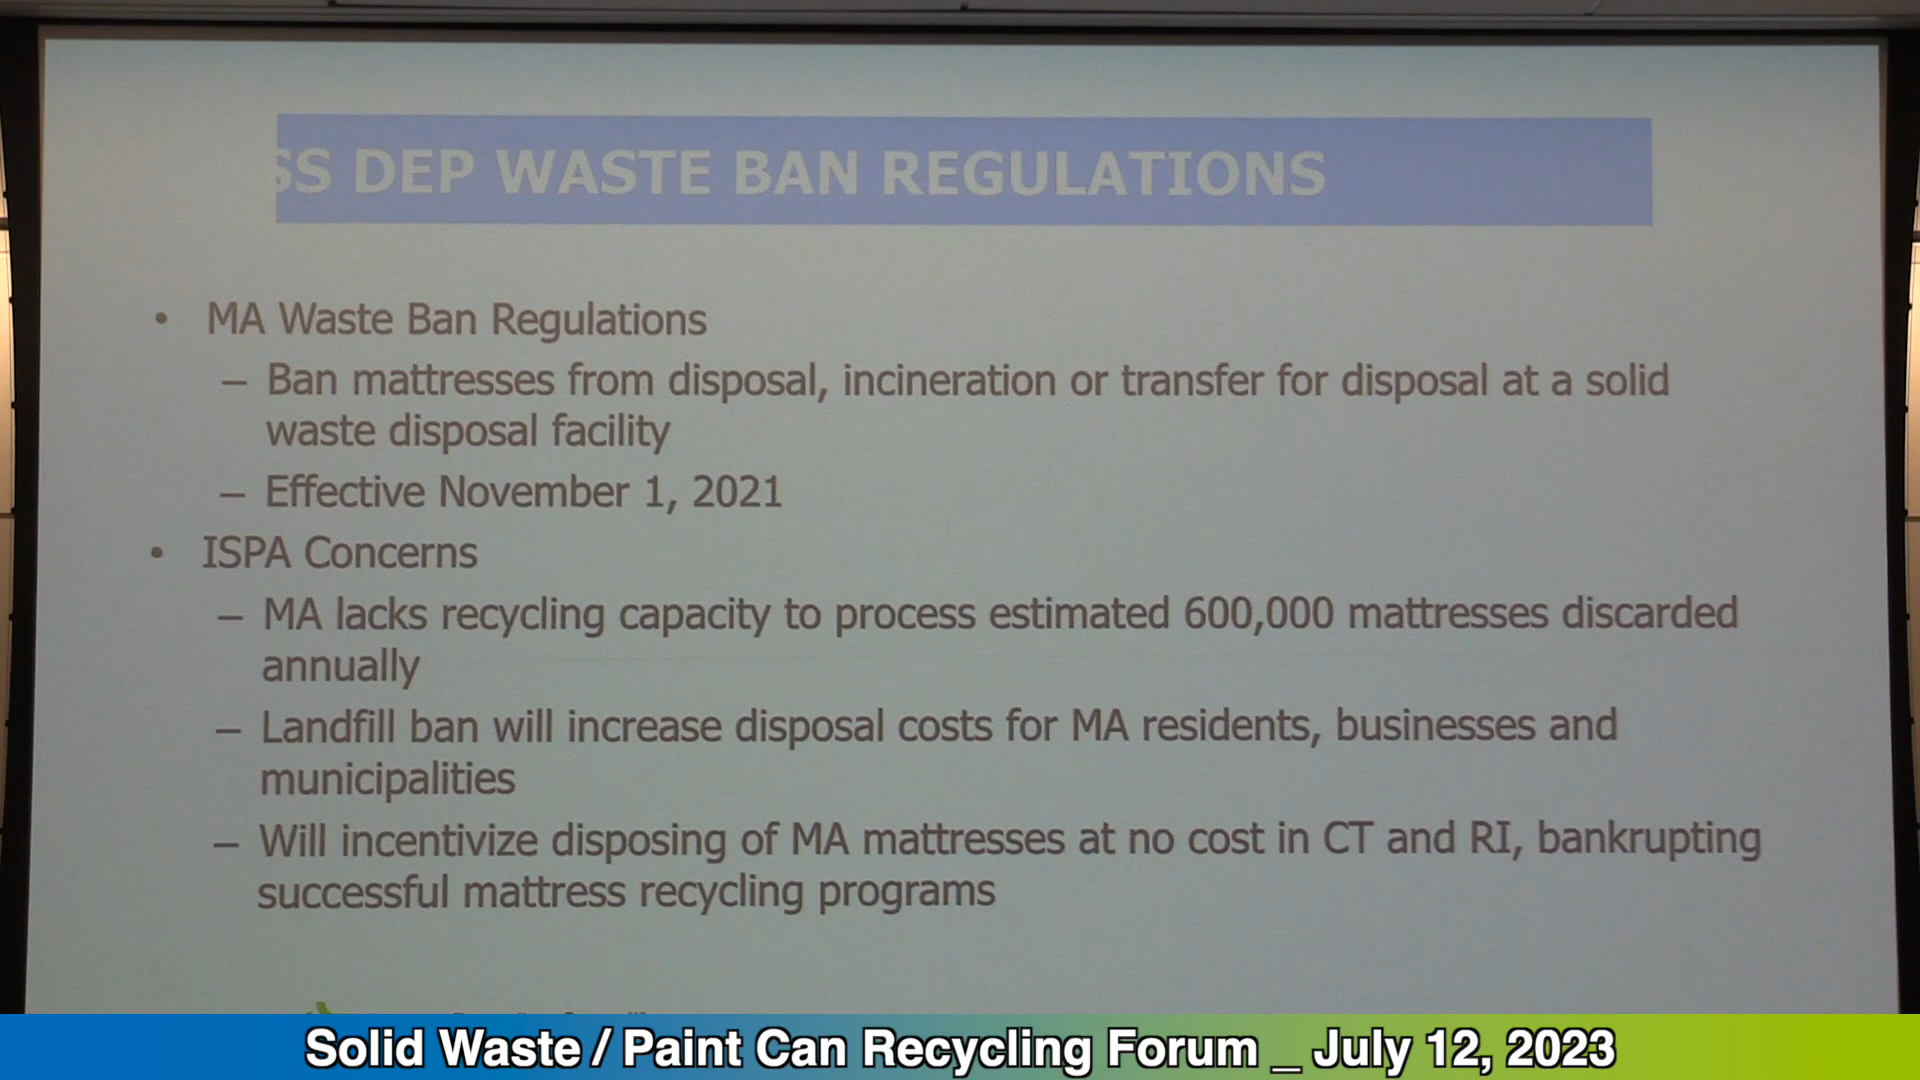 SS DEP WASTE BAN REGULATIONS
• MA Waste Ban Regulations
– Ban mattresses from disposal, incineration or transfer for disposal at a solid
waste disposal facility
– Effective November 1, 2021
• ISPA Concerns
– MA lacks recycling capacity to process estimated 600,000 mattresses discarded
annually
– Landfill ban will increase disposal costs for MA residents, businesses and
municipalities
– Will incentivize disposing of MA mattresses at no cost in CT and RI, bankrupting
successful mattress recycling programs
Solid Waste / Paint Can Recycling Forum _ July 12, 2023